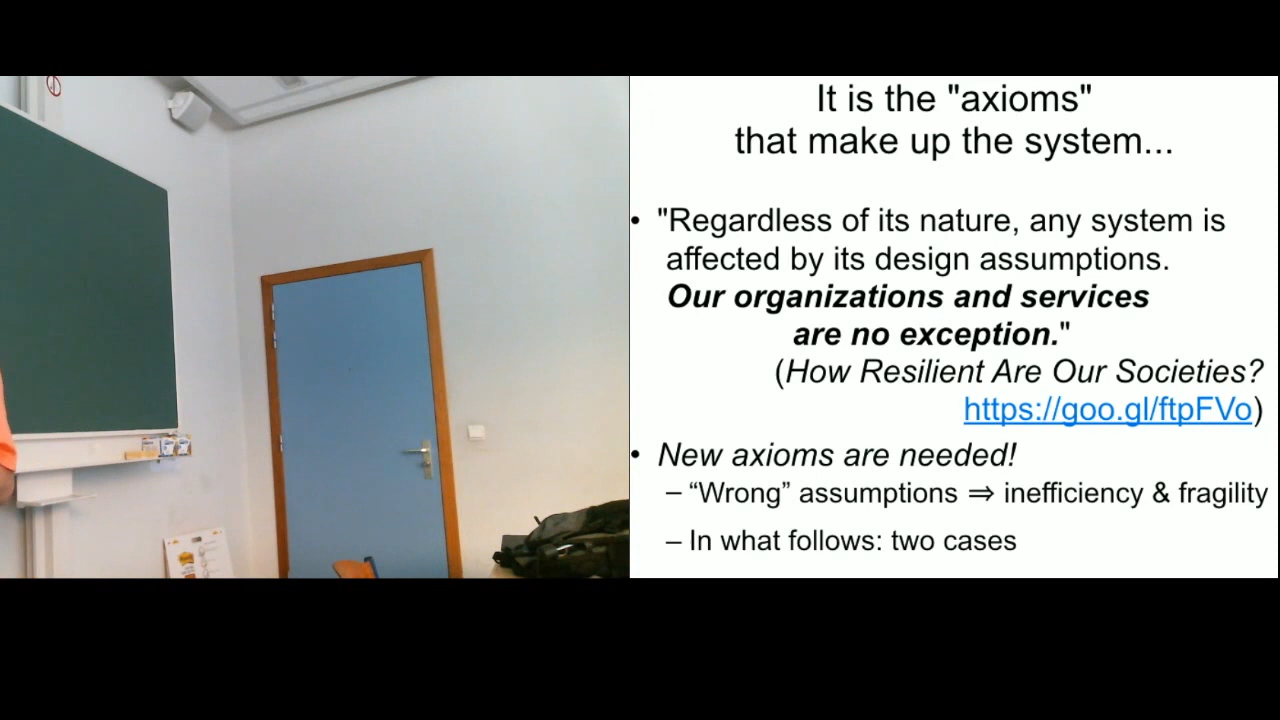 It is the "axioms"
that make up the system...
• "Regardless of its nature, any system is
affected by its design assumptions.
Our organizations and services
are no exception."
(How Resilient Are Our Societies?
https://goo.gl/ftpFVo)
• New axioms are needed!
– “Wrong” assumptions ⇒ inefficiency & fragility
– In what follows: two cases